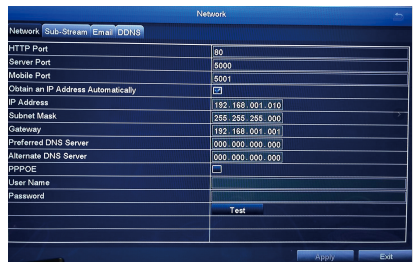 Network
Network Sub-Stream Email DDNS
HTTP Port 80
Server Port 5000
Mobile Port 5001
Obtain an IP Address Automatically
IP Address 192.168.001.010
Subnet Mask 255.255.255.000
Gateway 192.168.001.001
Preferred DNS Server 000.000.000.000
Alternate DNS Server 000.000.000.000
PPPOE
User Name
Password
Test
Apply Exit